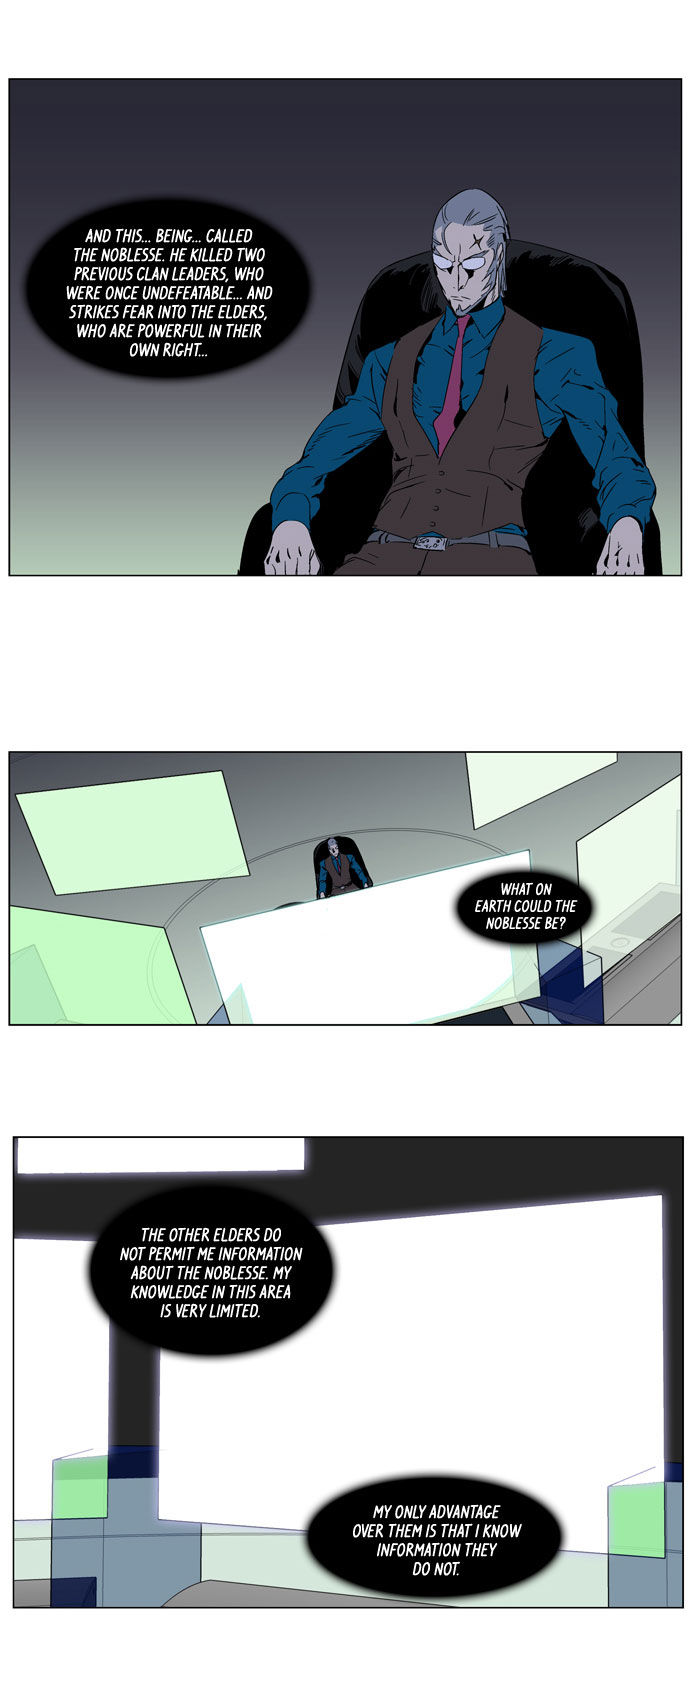 AND THIS... BEING... CALLED
THE NOBLESSE. HE KILLED TWO
PREVIOUS CLAN LEADERS, WHO
WERE ONCE UNDEFEATABLE... AND
STRIKES FEAR INTO THE ELDERS,
WHO ARE POWERFUL IN THEIR
OWN RIGHT...
WHAT ON
EARTH COULD THE
NOBLESSE BE?
THE OTHER ELDERS DO
NOT PERMIT ME INFORMATION
ABOUT THE NOBLESSE. MY
KNOWLEDGE IN THIS AREA
IS VERY LIMITED.
MY ONLY ADVANTAGE
OVER THEM IS THAT I KNOW
INFORMATION THEY
DO NOT.